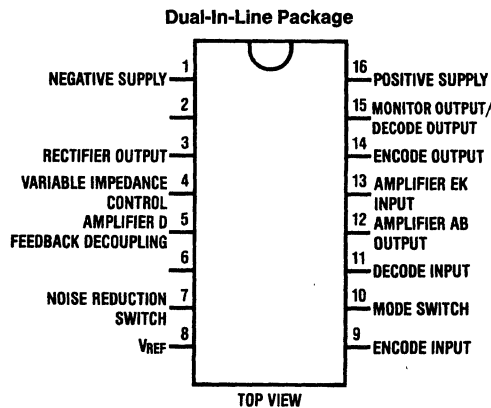 Dual-In-Line Package
1
NEGATIVE SUPPLY
2
3
RECTIFIER OUTPUT
4
VARIABLE IMPEDANCE
CONTROL
5
AMPLIFIER D
FEEDBACK DECOUPLING
6
7
NOISE REDUCTION
SWITCH
8
VREF
16
POSITIVE SUPPLY
15
MONITOR OUTPUT/
DECODE OUTPUT
14
ENCODE OUTPUT
13
AMPLIFIER EK
INPUT
12
AMPLIFIER AB
OUTPUT
11
DECODE INPUT
10
MODE SWITCH
9
ENCODE INPUT
TOP VIEW